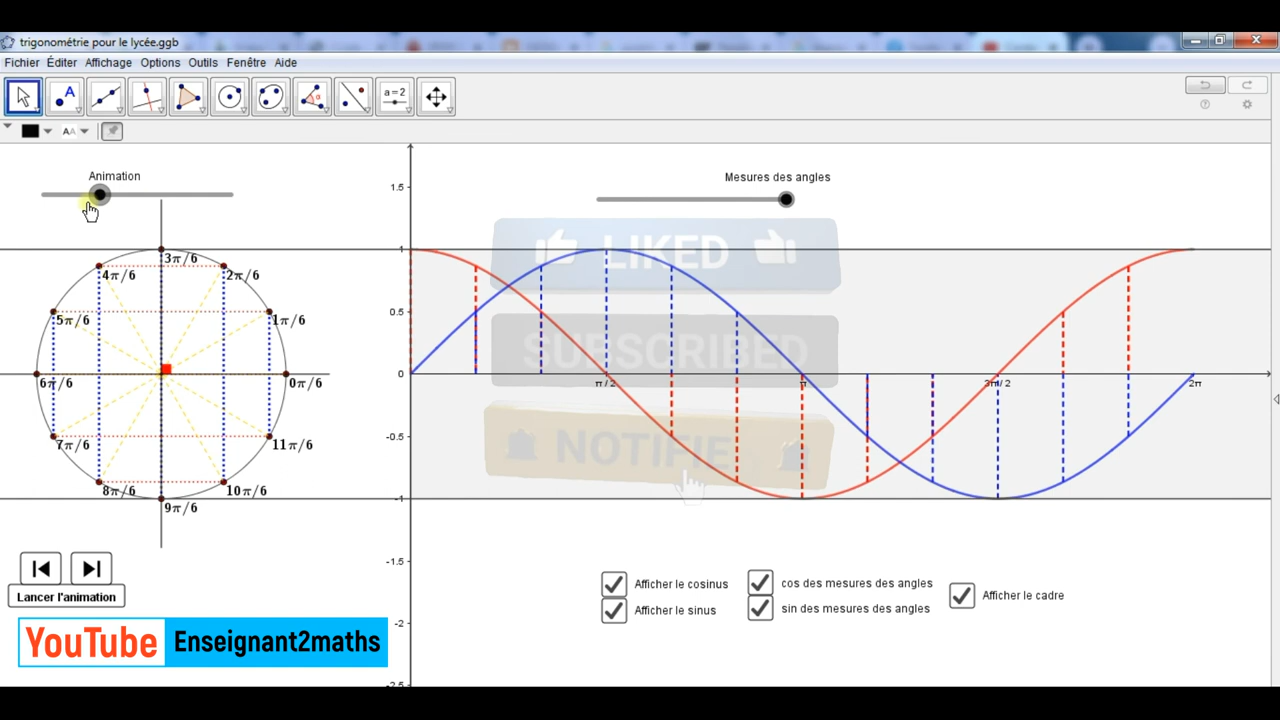 trigonométrie pour le lycée.ggb
Fichier Éditer Affichage Options Outils Fenêtre Aide
A
α
a = 2
AA
Animation
Mesures des angles
1.5
1
0.5
0
-0.5
-1
-1.5
-2
-2.5
π / 2
π
3π / 2
2π
3π/6
4π/6
2π/6
5π/6
1π/6
6π/6
0π/6
7π/6
11π/6
8π/6
10π/6
9π/6
LIKED
SUBSCRIBED
NOTIFIE
Lancer l'animation
Afficher le cosinus
cos des mesures des angles
Afficher le cadre
Afficher le sinus
sin des mesures des angles
YouTube Enseignant2maths